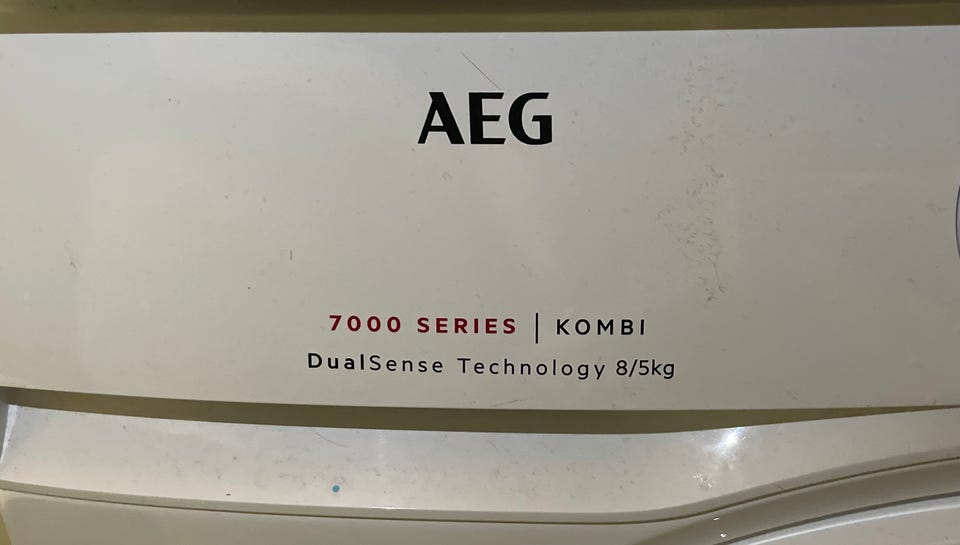 AEG
7000 SERIES | KOMBI
DualSense Technology 8/5kg